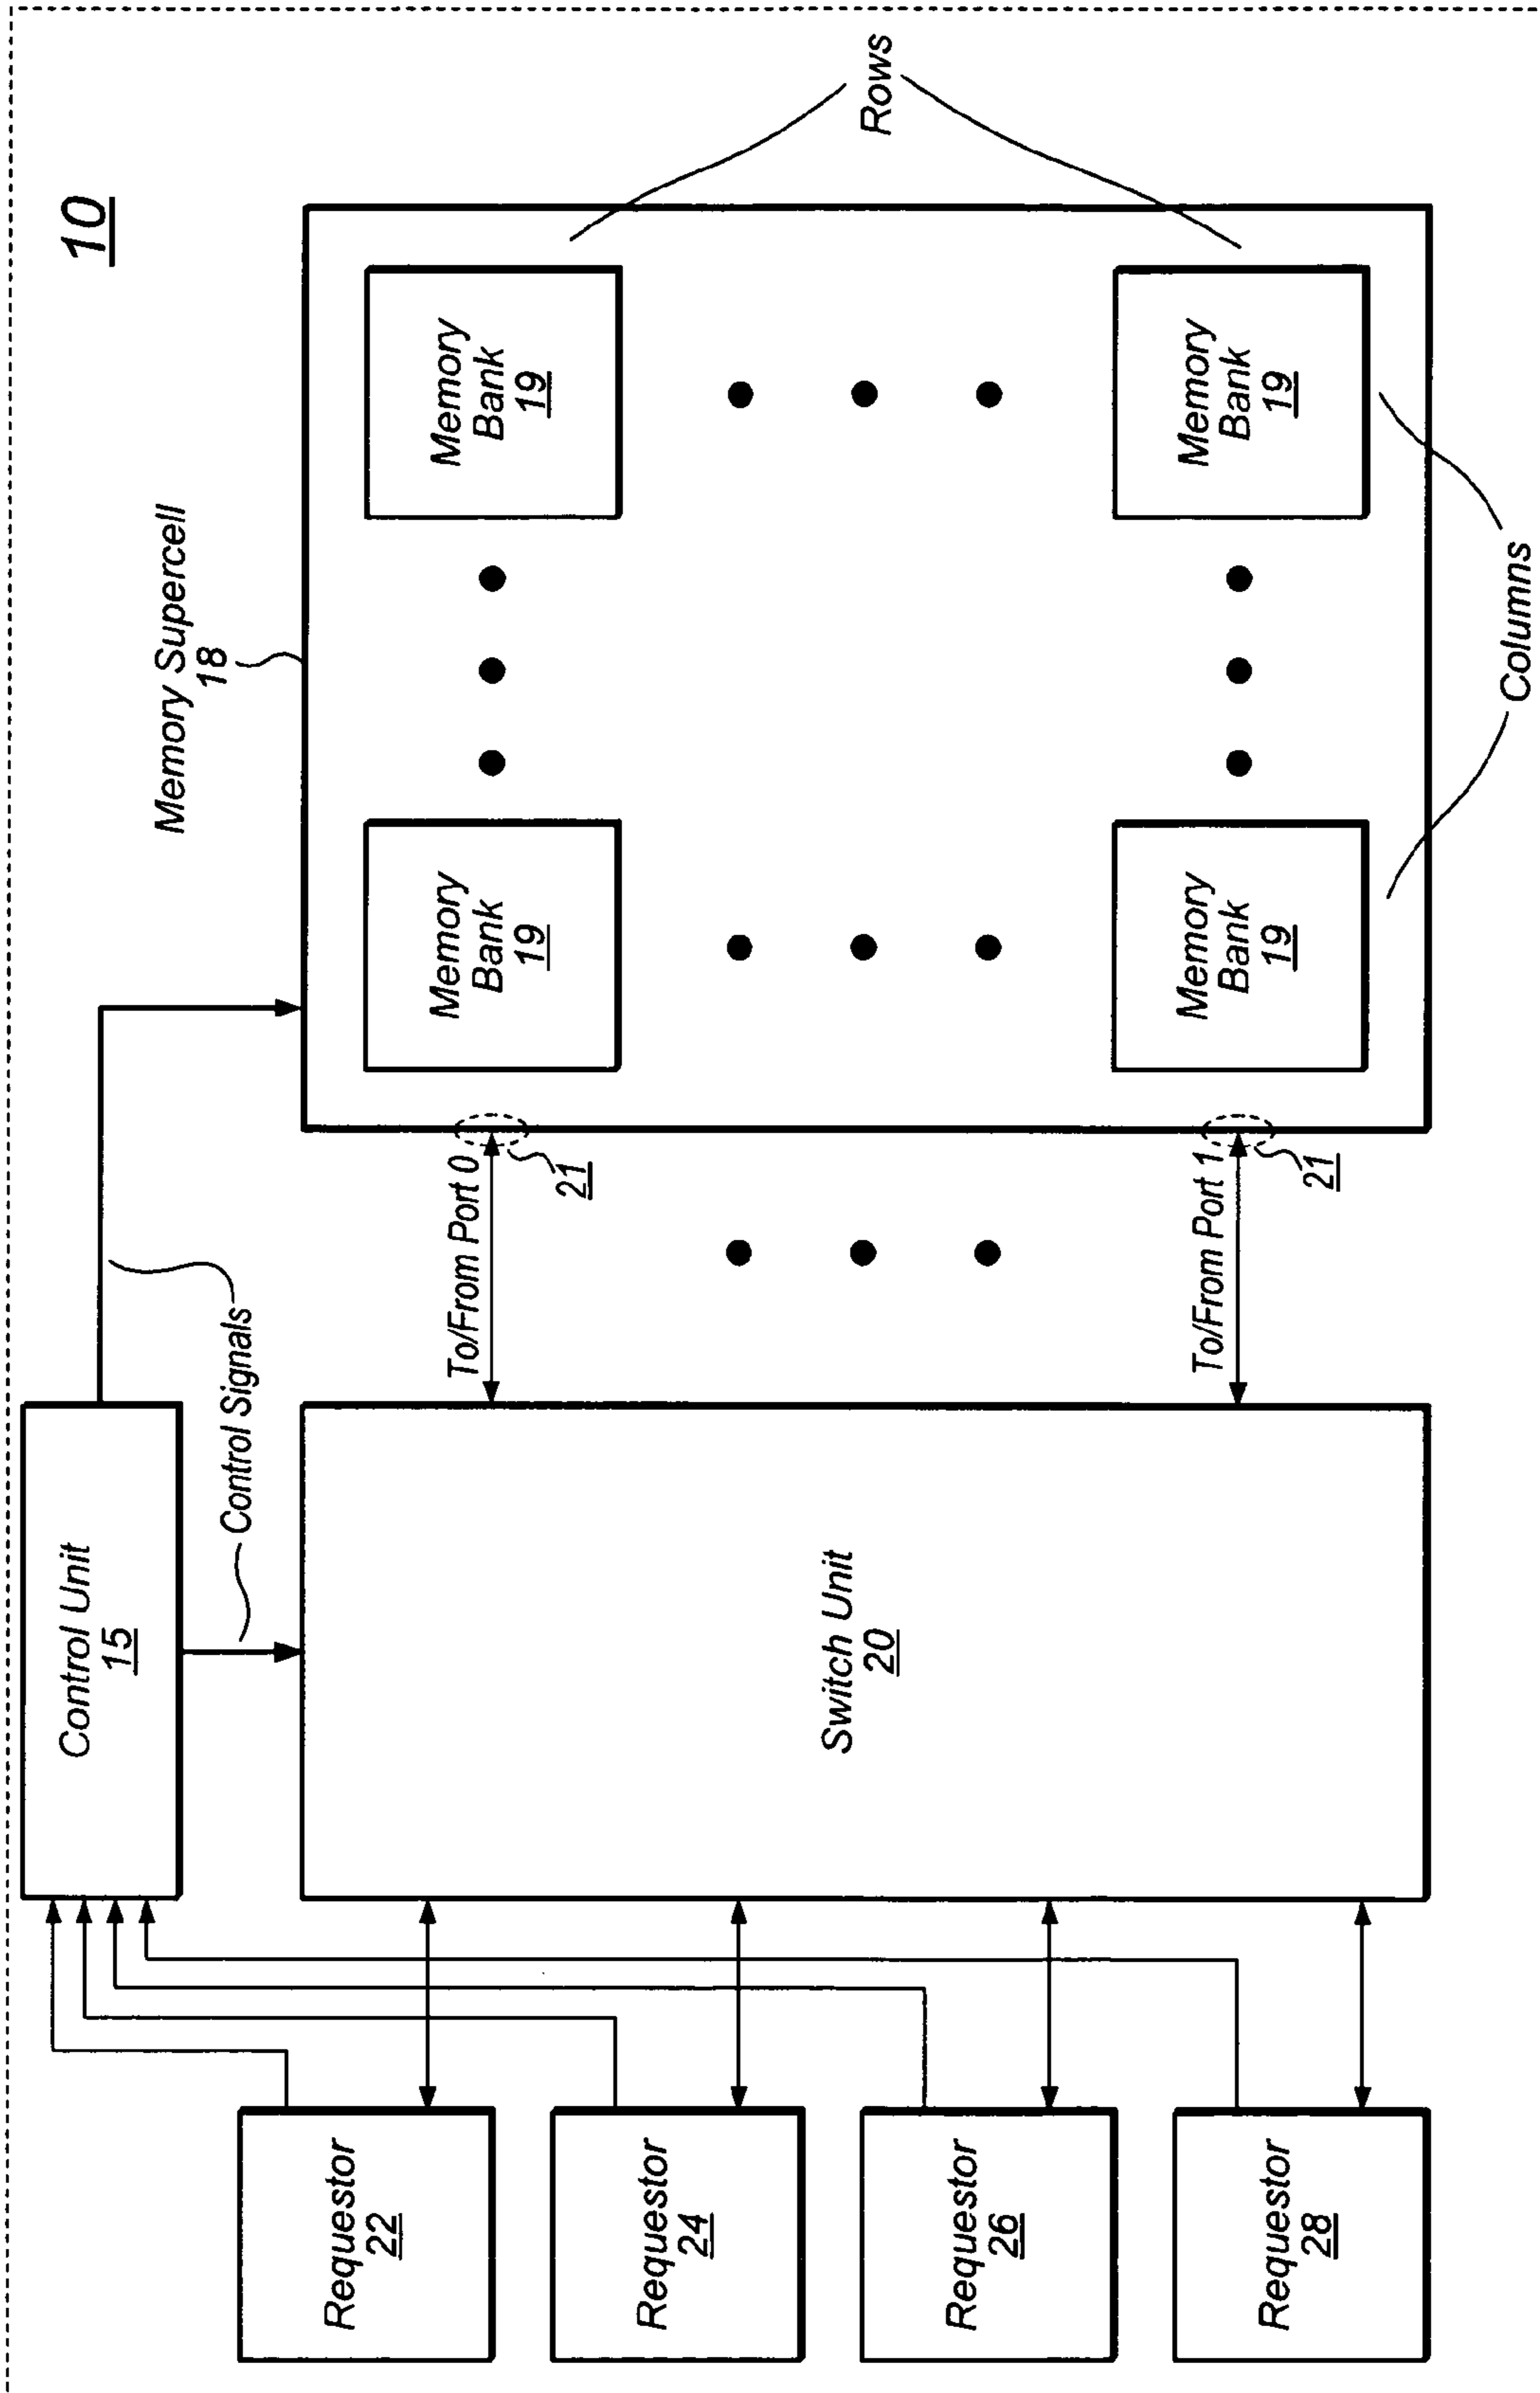 10
Control Unit
15
Control Signals
Memory Supercell
18
Requestor
22
Requestor
24
Requestor
26
Requestor
28
Switch Unit
20
To/From Port 0
21
To/From Port 1
21
Memory
Bank
19
Memory
Bank
19
Memory
Bank
19
Memory
Bank
19
Rows
Columns